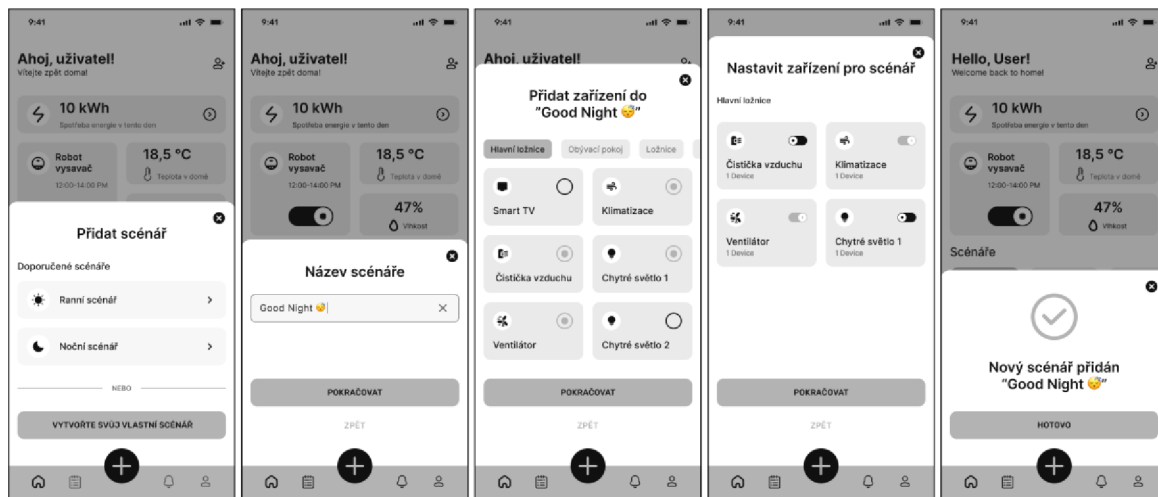 9:41
Ahoj, uživatel!
Vítejte zpět doma!
10 kWh
Spotřeba energie v tento den
Robot
vysavač
12:00-14:00 PM
18,5 °C
Teplota v domě
Přidat scénář
Doporučené scénáře
Ranní scénář
Noční scénář
NEBO
VYTVOŘTE SVŮJ VLASTNÍ SCÉNÁŘ
9:41
Ahoj, uživatel!
Vítejte zpět doma!
10 kWh
Spotřeba energie v tento den
Robot
vysavač
12:00-14:00 PM
18,5 °C
Teplota v domě
47%
Vlhkost
Název scénáře
Good Night 😴
POKRAČOVAT
ZPĚT
9:41
Ahoj, uživatel!
Přidat zařízení do
"Good Night 😴"
Hlavní ložnice
Obývací pokoj
Ložnice
Smart TV
Klimatizace
Čistička vzduchu
Chytré světlo 1
Ventilátor
Chytré světlo 2
POKRAČOVAT
ZPĚT
9:41
Nastavit zařízení pro scénář
Hlavní ložnice
Čistička vzduchu
1 Device
Klimatizace
1 Device
Ventilátor
1 Device
Chytré světlo 1
1 Device
POKRAČOVAT
ZPĚT
9:41
Hello, User!
Welcome back to home!
10 kWh
Spotřeba energie v tento den
Robot
vysavač
12:00-14:00 PM
18,5 °C
Teplota v domě
47%
Vlhkost
Scénáře
Nový scénář přidán
"Good Night 😴"
HOTOVO